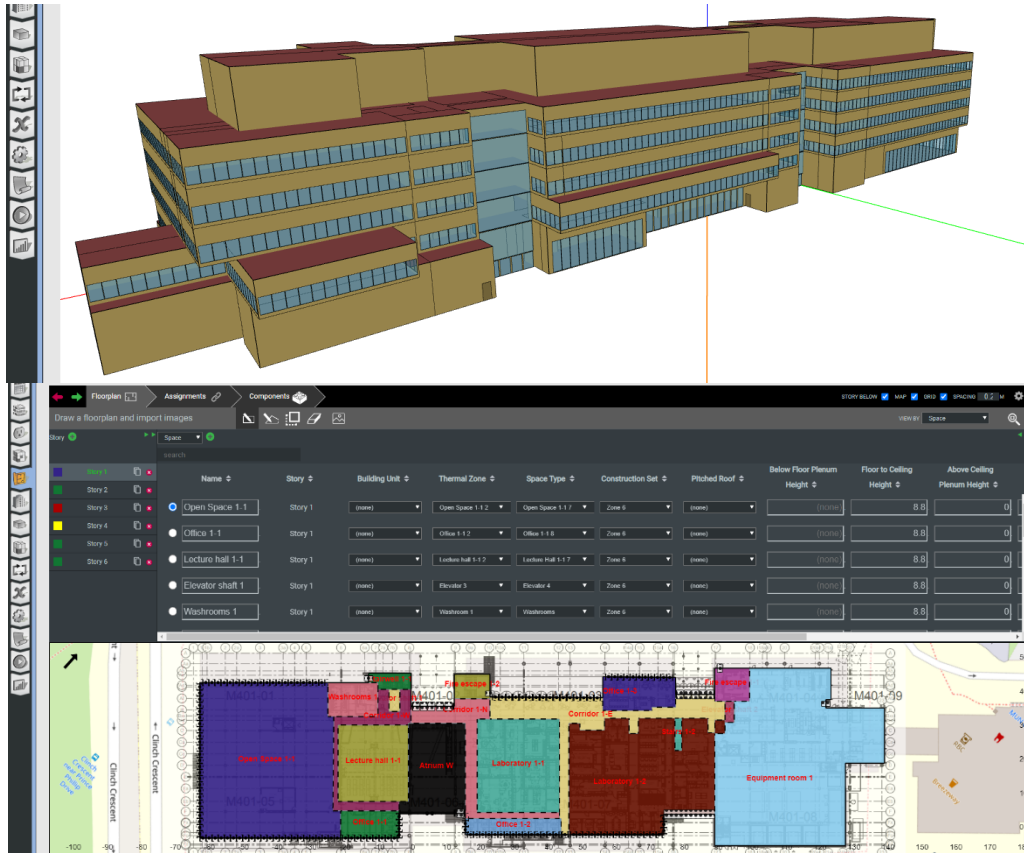 Floorplan Assignments Components STORY BELOW MAP GRID SPACING 0.2 M
Draw a floorplan and import images VIEW BY Space
Story Space
search
Name Story Building Unit Thermal Zone Space Type Construction Set Pitched Roof Below Floor Plenum Height Floor to Ceiling Height Above Ceiling Plenum Height
Story 1
Story 2
Story 3
Story 4
Story 5
Story 6
Open Space 1-1 Story 1 (none) Open Space 1-1 2 Open Space 1-1 7 Zone 6 (none) (none) 8.8 0
Office 1-1 Story 1 (none) Office 1-1 2 Office 1-1 8 Zone 6 (none) (none) 8.8 0
Lecture hall 1-1 Story 1 (none) Lecture hall 1-1 2 Lecture Hall 1-1 7 Zone 6 (none) (none) 8.8 0
Elevator shaft 1 Story 1 (none) Elevator 3 Elevator 4 Zone 6 (none) (none) 8.8 0
Washrooms 1 Story 1 (none) Washroom 1 Washrooms Zone 6 (none) (none) 8.8 0
Fire escape
Washrooms 1
Corridor 1-N
Corridor 1-E
M401-09
Lecture hall 1-1
Atrium W
Laboratory 1-1
Equipment room 1
M401-05
Office 1-2
Clinch Crescent
Clinch Crescent
Clinch Crescent near Prince Phillip Drive
-100 -90 -80 -70 150 160 170 180